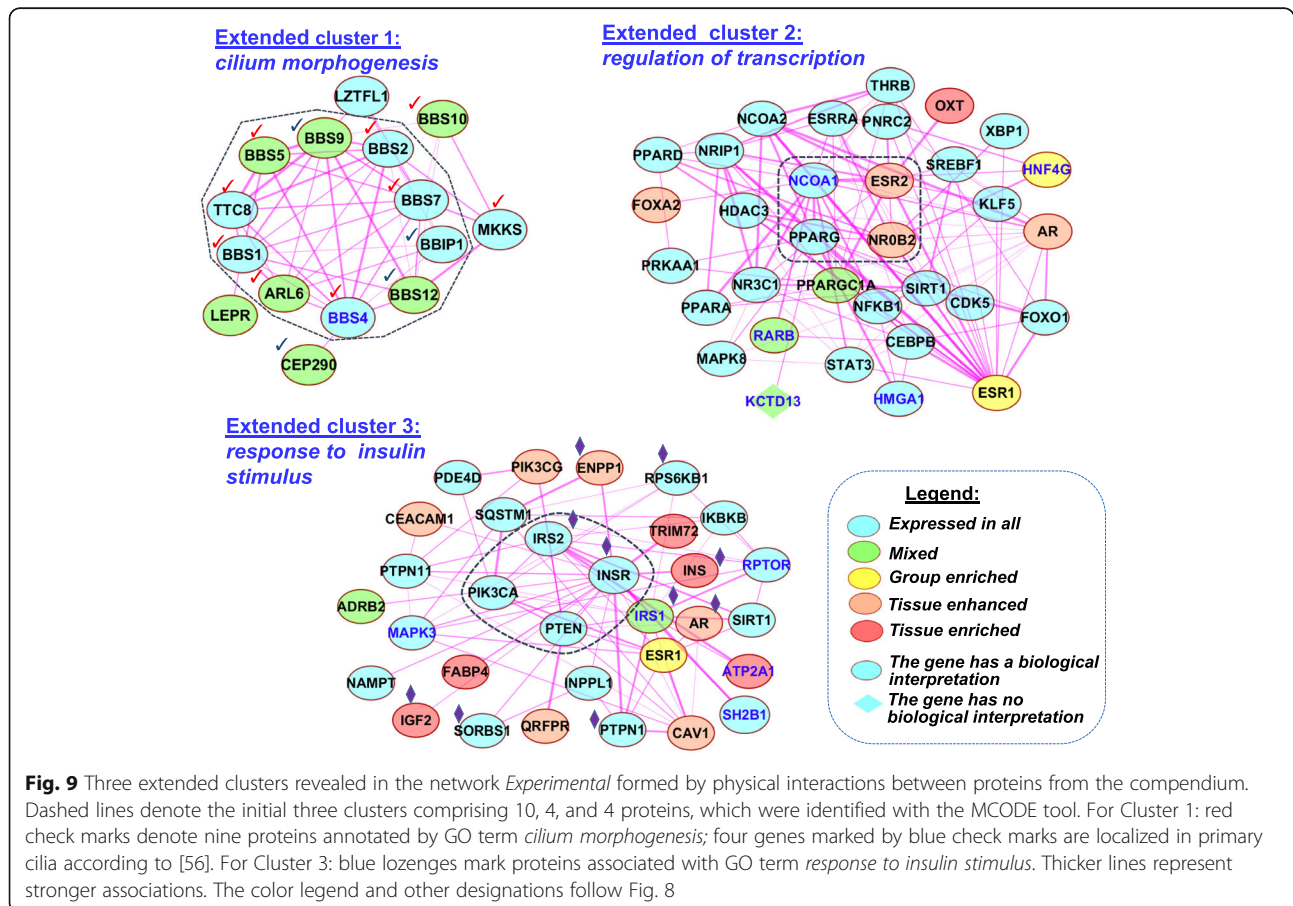 Extended cluster 1:
cilium morphogenesis
LZTFL1
BBS10
BBS9
BBS5
BBS2
BBS7
TTC8
MKKS
BBS1
BBIP1
ARL6
BBS12
LEPR
BBS4
CEP290
Extended cluster 2:
regulation of transcription
THRB
OXT
NCOA2
ESRRA
PNRC2
XBP1
PPARD
NRIP1
SREBF1
HNF4G
NCOA1
ESR2
FOXA2
HDAC3
KLF5
AR
PPARG
NR0B2
PRKAA1
NR3C1
PPARGC1A
SIRT1
PPARA
NFKB1
CDK5
FOXO1
RARB
CEBPB
MAPK8
STAT3
KCTD13
HMGA1
ESR1
Extended cluster 3:
response to insulin
stimulus
PIK3CG
ENPP1
PDE4D
RPS6KB1
CEACAM1
SQSTM1
IKBKB
IRS2
TRIM72
PTPN11
INSR
INS
RPTOR
PIK3CA
ADRB2
IRS1
AR
SIRT1
MAPK3
PTEN
ESR1
FABP4
ATP2A1
NAMPT
INPPL1
IGF2
SH2B1
SORBS1
QRFPR
PTPN1
CAV1
Legend:
Expressed in all
Mixed
Group enriched
Tissue enhanced
Tissue enriched
The gene has a biological
interpretation
The gene has no
biological interpretation
Fig. 9 Three extended clusters revealed in the network Experimental formed by physical interactions between proteins from the compendium.
Dashed lines denote the initial three clusters comprising 10, 4, and 4 proteins, which were identified with the MCODE tool. For Cluster 1: red
check marks denote nine proteins annotated by GO term cilium morphogenesis; four genes marked by blue check marks are localized in primary
cilia according to [56]. For Cluster 3: blue lozenges mark proteins associated with GO term response to insulin stimulus. Thicker lines represent
stronger associations. The color legend and other designations follow Fig. 8